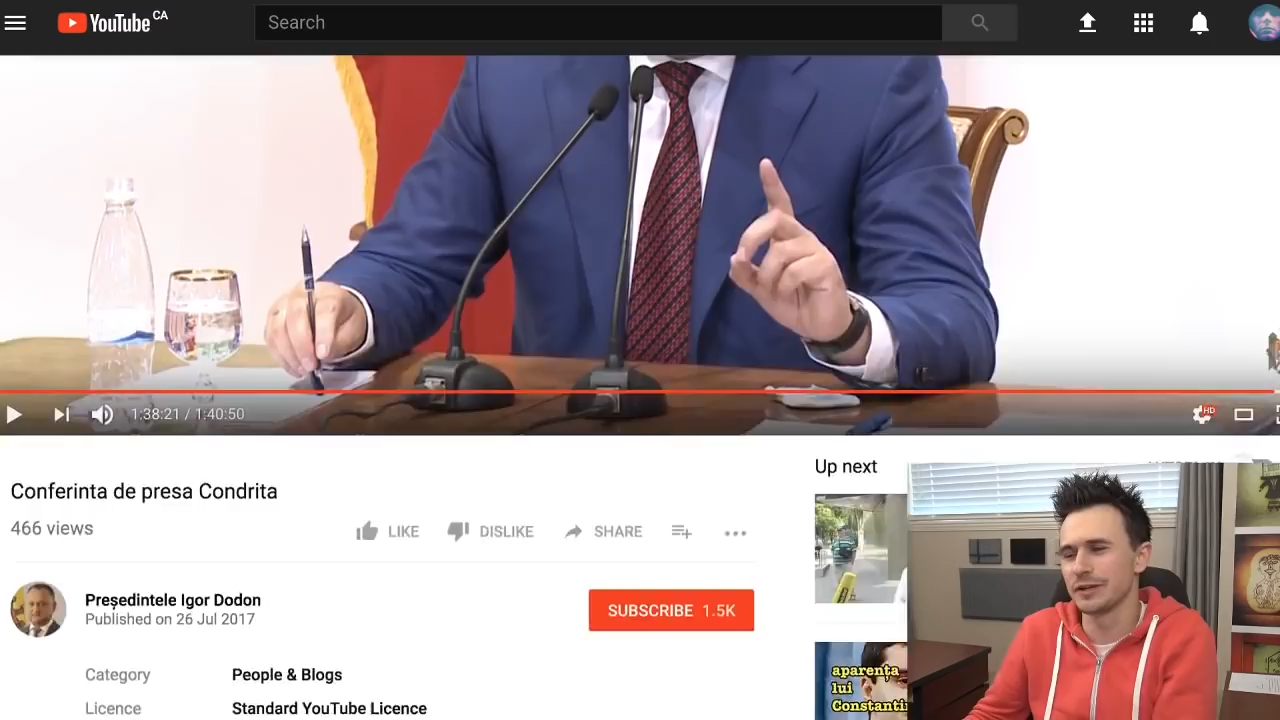 YouTube CA
Search
1:38:21 / 1:40:50
HD
Conferinta de presa Condrita
466 views
LIKE
DISLIKE
SHARE
Președintele Igor Dodon
Published on 26 Jul 2017
SUBSCRIBE 1.5K
Category
People & Blogs
Licence
Standard YouTube Licence
Up next
aparența
lui